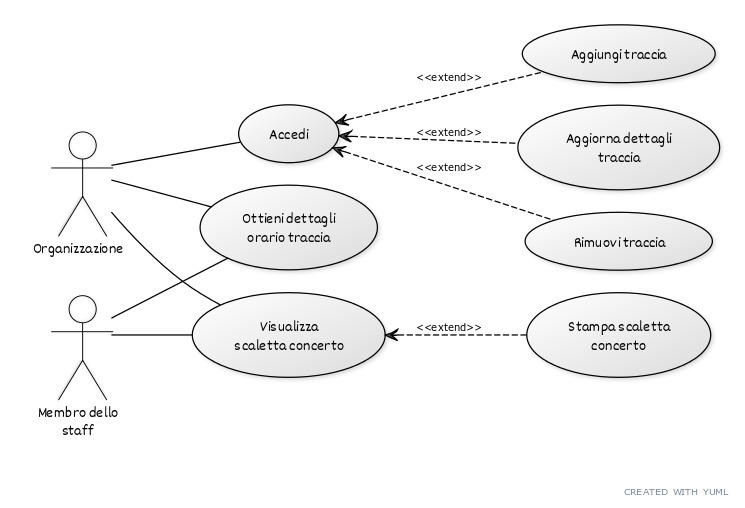 Aggiungi traccia
<<extend>>
Accedi
<<extend>>
Aggiorna dettagli
traccia
<<extend>>
Organizzazione
Ottieni dettagli
orario traccia
Rimuovi traccia
Visualizza
scaletta concerto
<<extend>>
Stampa scaletta
concerto
Membro dello
staff
CREATED WITH YUML